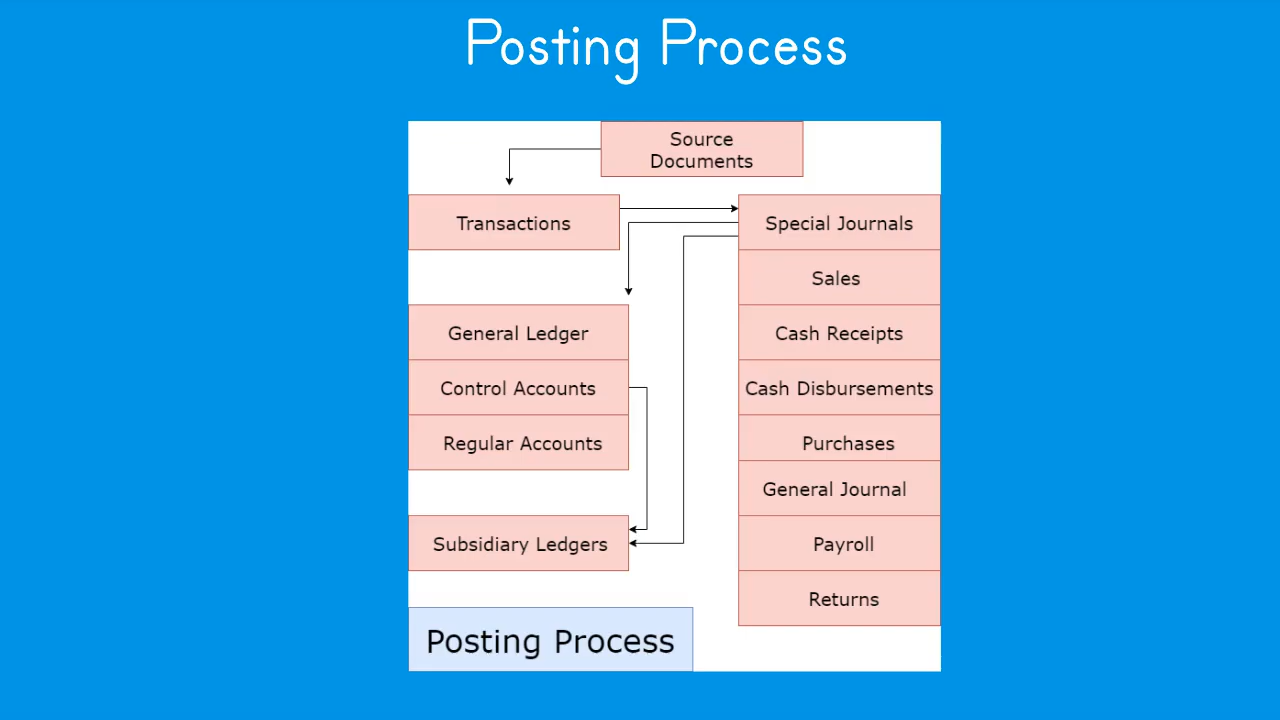 Posting Process
Source
Documents
Transactions
Special Journals
Sales
General Ledger
Cash Receipts
Control Accounts
Cash Disbursements
Regular Accounts
Purchases
General Journal
Subsidiary Ledgers
Payroll
Returns
Posting Process